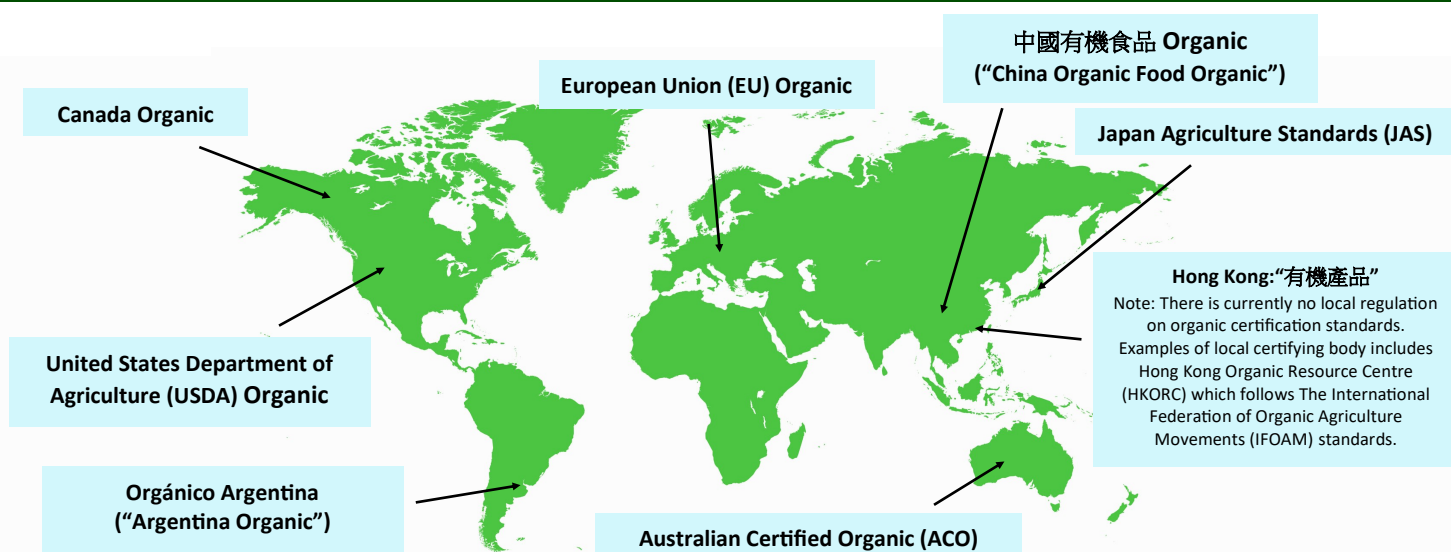 中國有機食品 Organic
(“China Organic Food Organic”)
European Union (EU) Organic
Canada Organic
Japan Agriculture Standards (JAS)
Hong Kong:“有機產品”
Note: There is currently no local regulation
on organic certification standards.
Examples of local certifying body includes
Hong Kong Organic Resource Centre
(HKORC) which follows The International
Federation of Organic Agriculture
Movements (IFOAM) standards.
United States Department of
Agriculture (USDA) Organic
Orgánico Argentina
(“Argentina Organic”)
Australian Certified Organic (ACO)